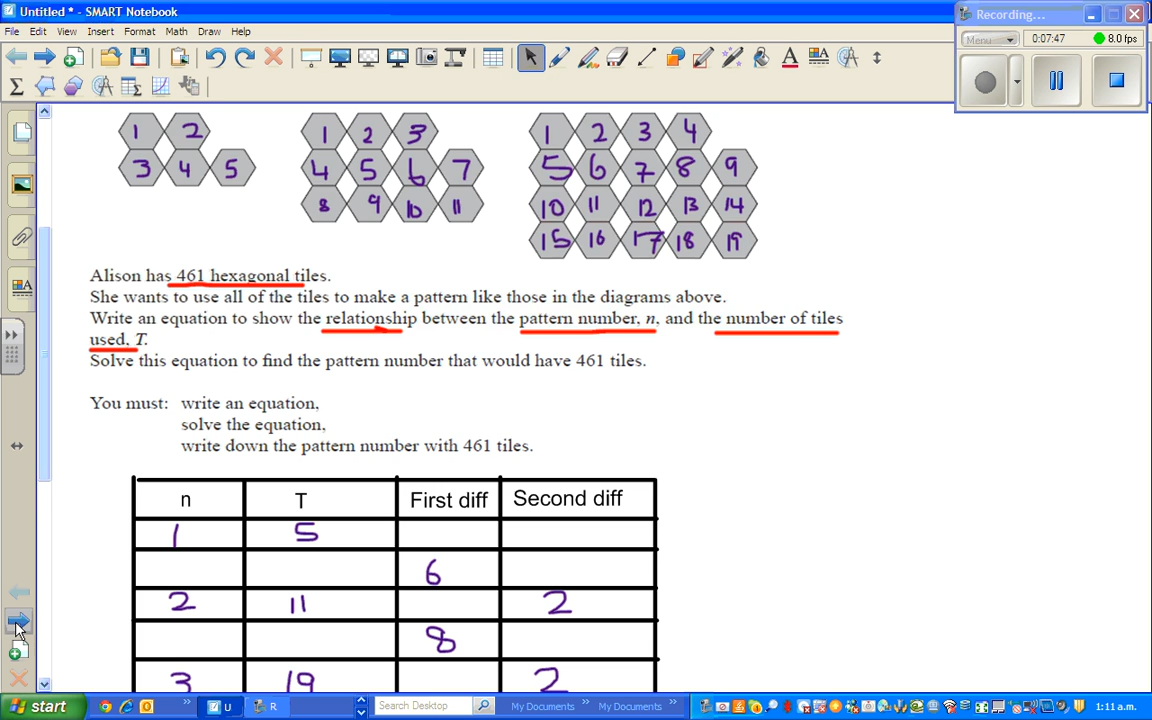 Untitled * - SMART Notebook
Recording...
File Edit View Insert Format Math Draw Help
Menu
0:07:47
8.0 fps
1 2
3 4 5
1 2 3
4 5 6 7
8 9 10 11
1 2 3 4
5 6 7 8 9
10 11 12 13 14
15 16 17 18 19
Alison has 461 hexagonal tiles.
She wants to use all of the tiles to make a pattern like those in the diagrams above.
Write an equation to show the relationship between the pattern number, n, and the number of tiles
used, T.
Solve this equation to find the pattern number that would have 461 tiles.
You must: write an equation,
solve the equation,
write down the pattern number with 461 tiles.
n T First diff Second diff
1 5
6
2 11 2
8
3 19 2
start
U
R
Search Desktop
My Documents
My Documents
1:11 a.m.